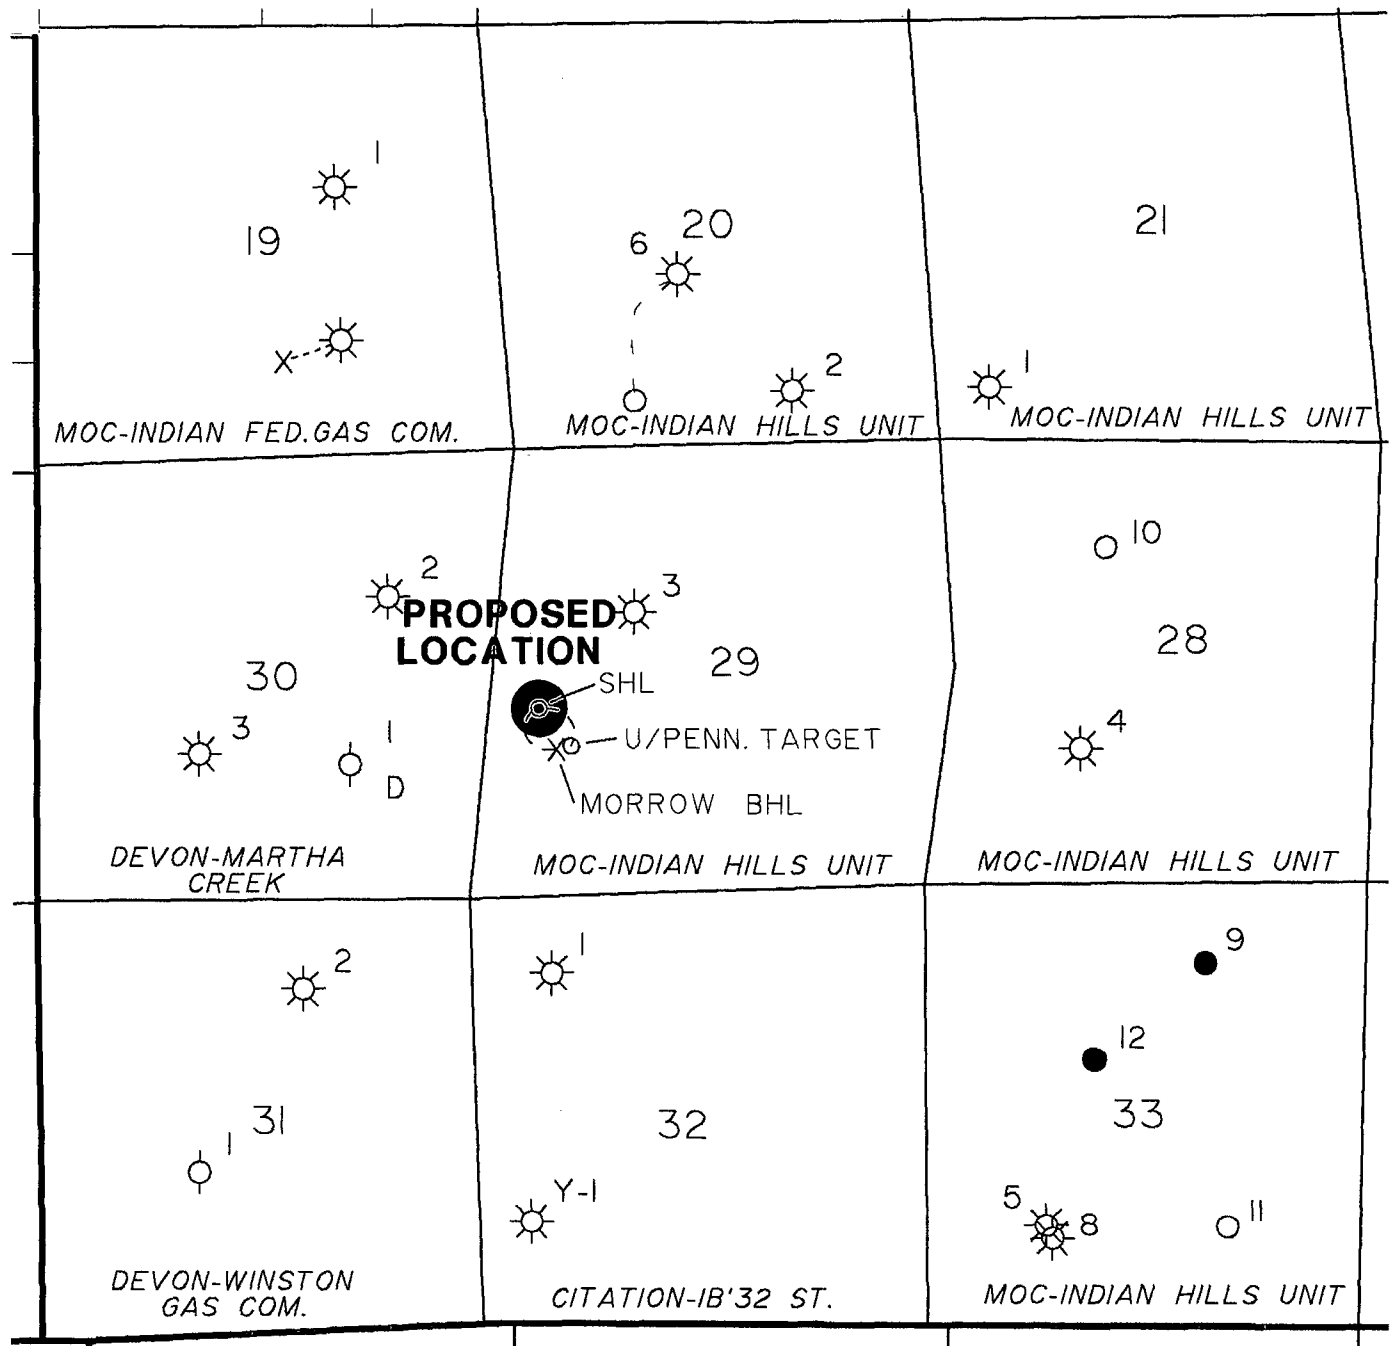 1
19
MOC-INDIAN FED.GAS COM.
6
20
2
MOC-INDIAN HILLS UNIT
21
1
MOC-INDIAN HILLS UNIT
2
30
3
1
D
DEVON-MARTHA
CREEK
PROPOSED
LOCATION
3
29
SHL
U/PENN. TARGET
MORROW BHL
MOC-INDIAN HILLS UNIT
10
28
4
MOC-INDIAN HILLS UNIT
2
31
1
DEVON-WINSTON
GAS COM.
1
32
Y-1
CITATION-IB'32 ST.
9
12
33
5
8
11
MOC-INDIAN HILLS UNIT